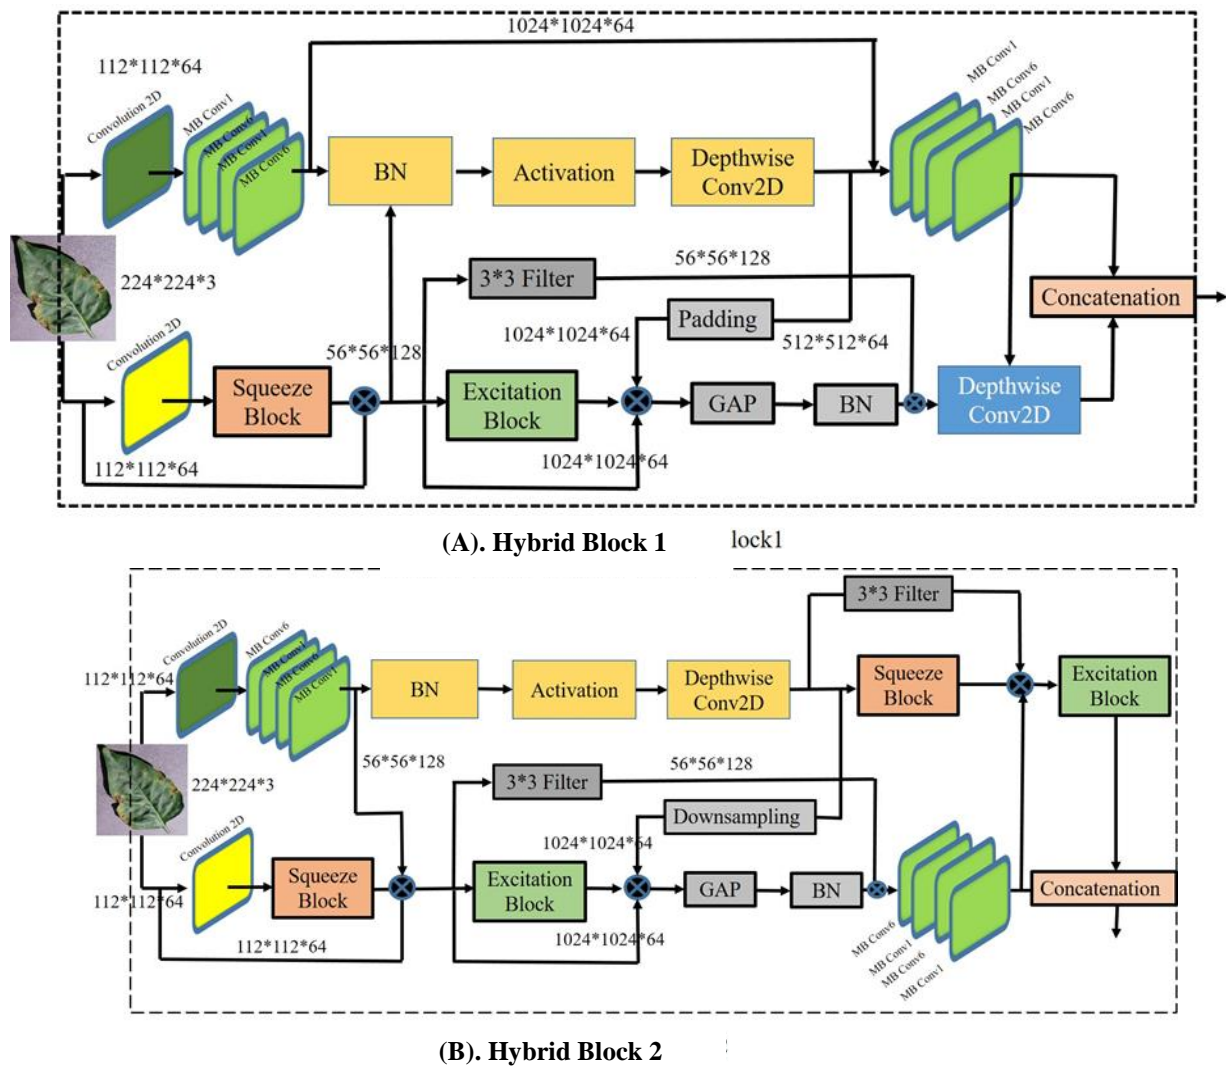 1024*1024*64
112*112*64
Convolution 2D
MB Conv1
MB Conv6
MB Conv1
MB Conv6
BN
Activation
Depthwise
Conv2D
MB Conv1
MB Conv6
MB Conv1
MB Conv6
224*224*3
3*3 Filter
56*56*128
Padding
1024*1024*64
512*512*64
Concatenation
Convolution 2D
56*56*128
Squeeze
Block
Excitation
Block
GAP
BN
Depthwise
Conv2D
112*112*64
1024*1024*64
(A). Hybrid Block 1
lock1
3*3 Filter
Convolution 2D
MB Conv6
MB Conv1
MB Conv6
MB Conv1
112*112*64
BN
Activation
Depthwise
Conv2D
Squeeze
Block
Excitation
Block
56*56*128
224*224*3
3*3 Filter
56*56*128
Downsampling
Convolution 2D
1024*1024*64
Squeeze
Block
Excitation
Block
GAP
BN
Concatenation
112*112*64
112*112*64
1024*1024*64
MB Conv6
MB Conv1
MB Conv6
MB Conv1
(B). Hybrid Block 2